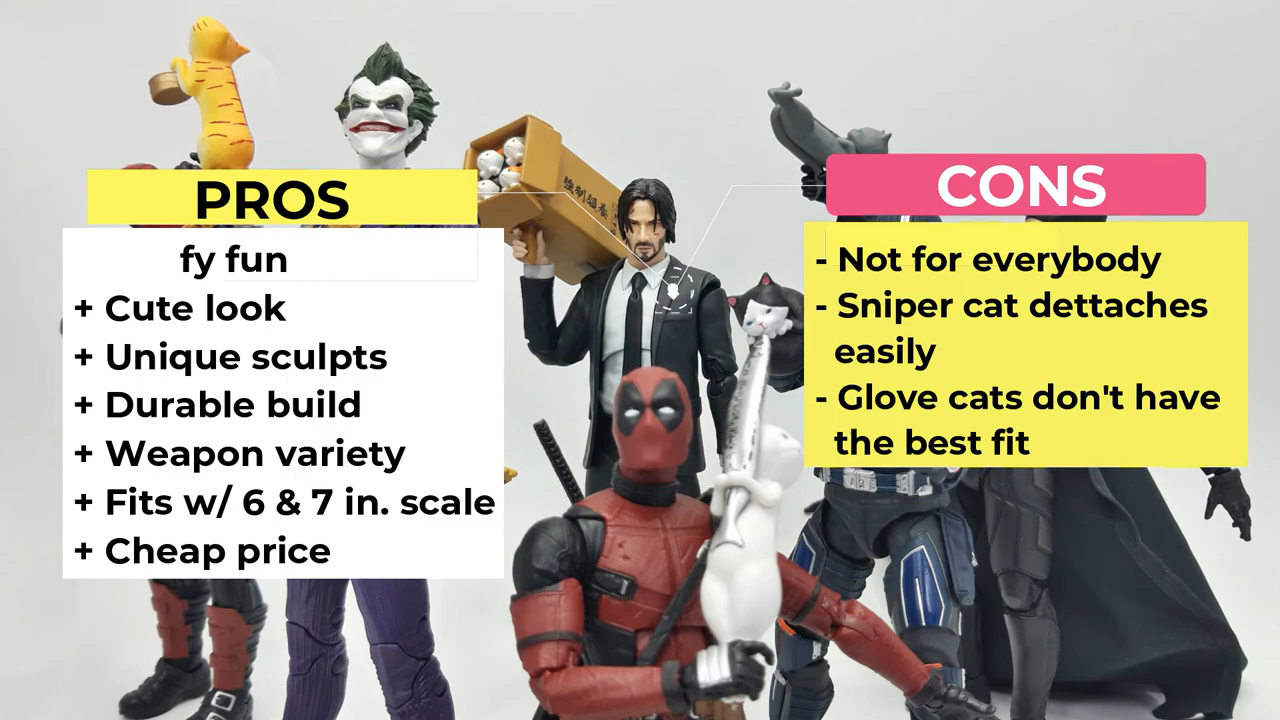 PROS
fy fun
+ Cute look
+ Unique sculpts
+ Durable build
+ Weapon variety
+ Fits w/ 6 & 7 in. scale
+ Cheap price
CONS
- Not for everybody
- Sniper cat dettaches
easily
- Glove cats don't have
the best fit